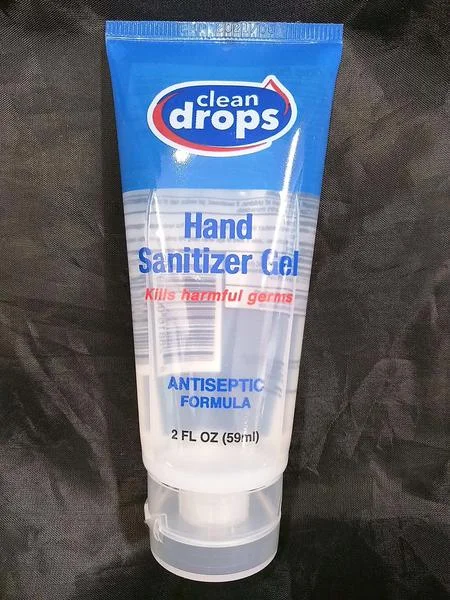 clean
drops
Hand
Sanitizer Gel
Kills harmful germs
ANTISEPTIC
FORMULA
2 FL OZ (59ml)